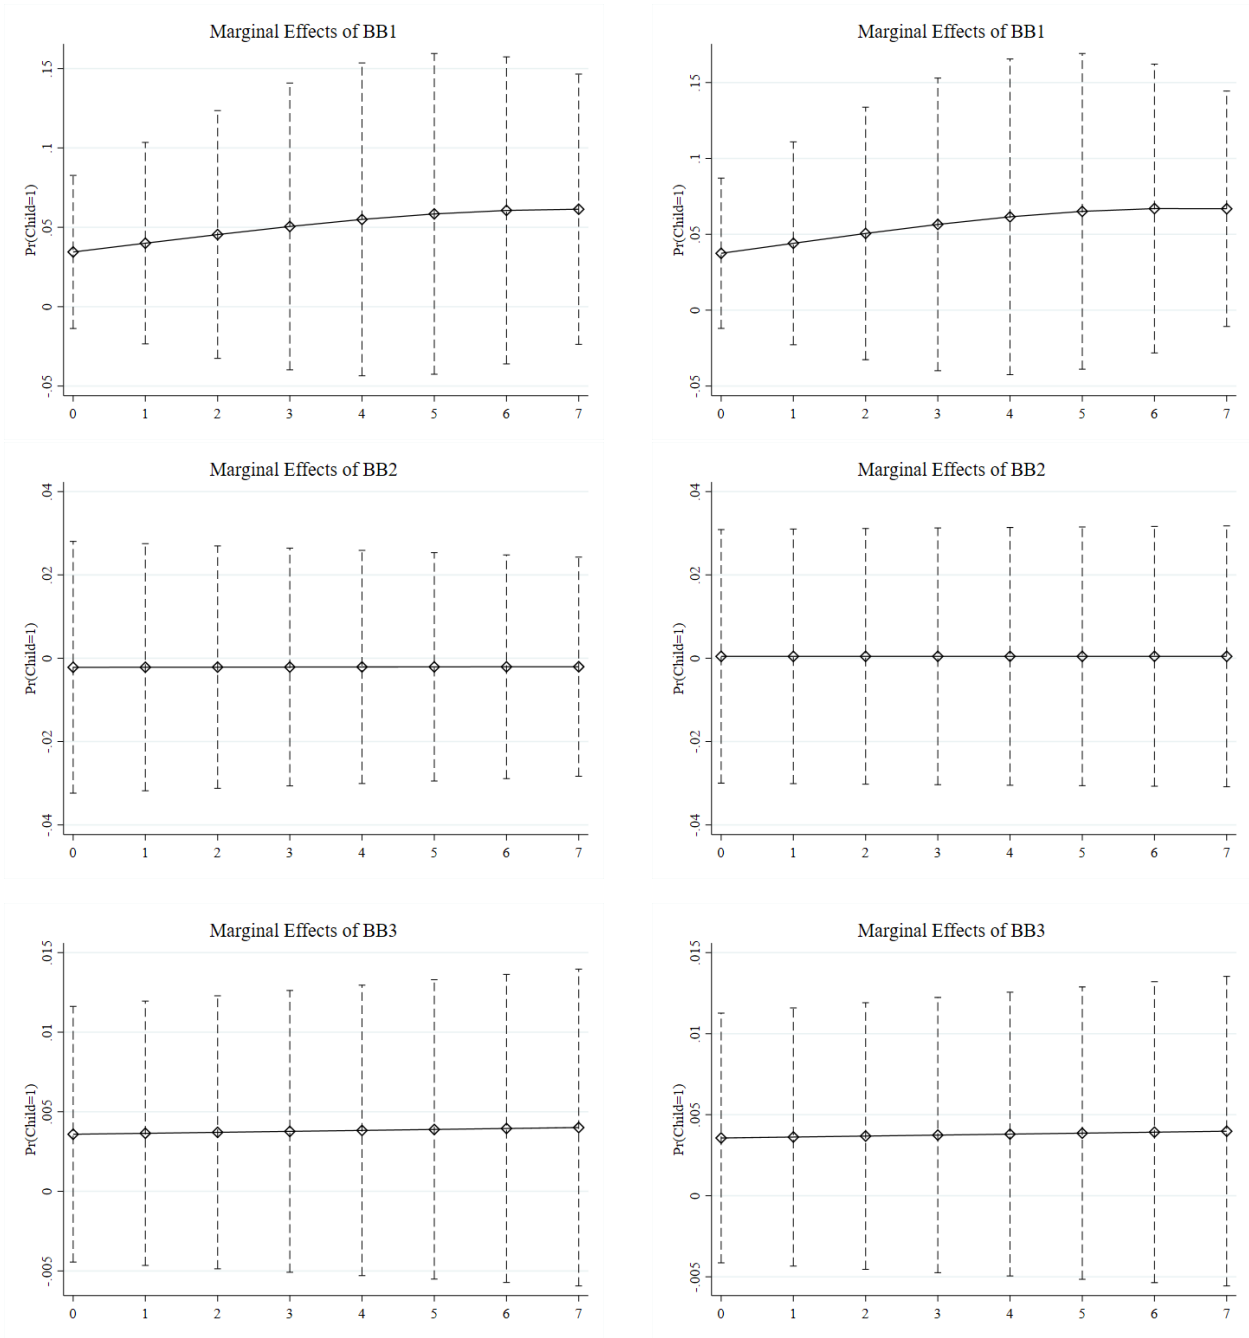 Marginal Effects of BB1
Pr(Child=1)
.15
.1
.05
0
-.05
0 1 2 3 4 5 6 7
Marginal Effects of BB1
Pr(Child=1)
.15
.1
.05
0
-.05
0 1 2 3 4 5 6 7
Marginal Effects of BB2
Pr(Child=1)
.04
.02
0
-.02
-.04
0 1 2 3 4 5 6 7
Marginal Effects of BB2
Pr(Child=1)
.04
.02
0
-.02
-.04
0 1 2 3 4 5 6 7
Marginal Effects of BB3
Pr(Child=1)
.015
.01
.005
0
-.005
0 1 2 3 4 5 6 7
Marginal Effects of BB3
Pr(Child=1)
.015
.01
.005
0
-.005
0 1 2 3 4 5 6 7